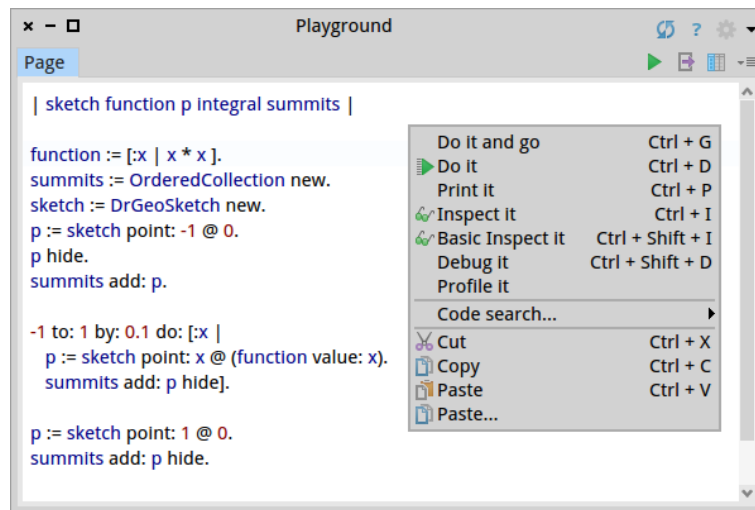 Playground
?
Page
| sketch function p integral summits |
function := [:x | x * x ].
summits := OrderedCollection new.
sketch := DrGeoSketch new.
p := sketch point: -1 @ 0.
p hide.
summits add: p.
-1 to: 1 by: 0.1 do: [:x |
p := sketch point: x @ (function value: x).
summits add: p hide].
p := sketch point: 1 @ 0.
summits add: p hide.
Do it and go Ctrl + G
Do it Ctrl + D
Print it Ctrl + P
Inspect it Ctrl + I
Basic Inspect it Ctrl + Shift + I
Debug it Ctrl + Shift + D
Profile it
Code search...
Cut Ctrl + X
Copy Ctrl + C
Paste Ctrl + V
Paste...